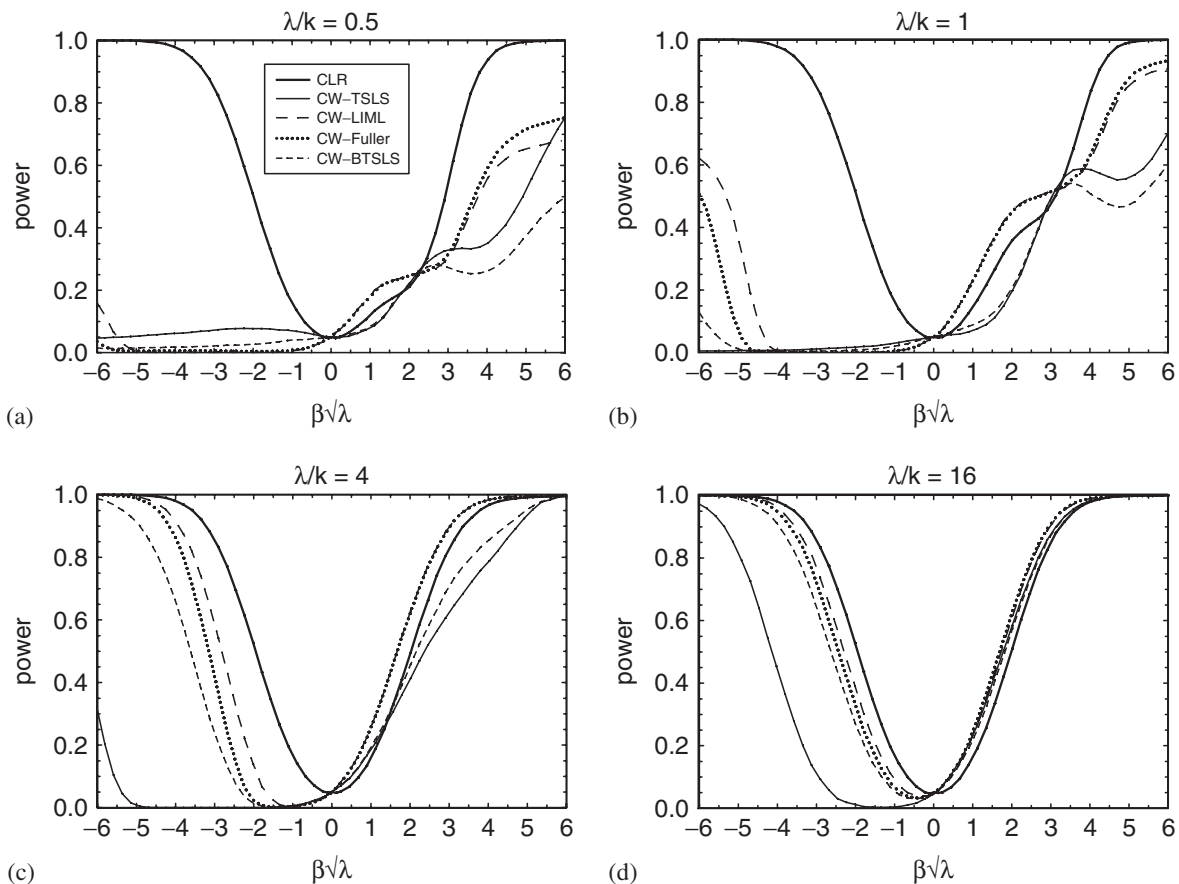 λ/k = 0.5
1.0
0.8
0.6
0.4
0.2
0.0
power
CLR
CW–TSLS
CW–LIML
CW–Fuller
CW–BTSLS
–6 –5 –4 –3 –2 –1 0 1 2 3 4 5 6
(a)
β√λ
λ/k = 1
1.0
0.8
0.6
0.4
0.2
0.0
power
–6 –5 –4 –3 –2 –1 0 1 2 3 4 5 6
(b)
β√λ
λ/k = 4
1.0
0.8
0.6
0.4
0.2
0.0
power
–6 –5 –4 –3 –2 –1 0 1 2 3 4 5 6
(c)
β√λ
λ/k = 16
1.0
0.8
0.6
0.4
0.2
0.0
power
–6 –5 –4 –3 –2 –1 0 1 2 3 4 5 6
(d)
β√λ